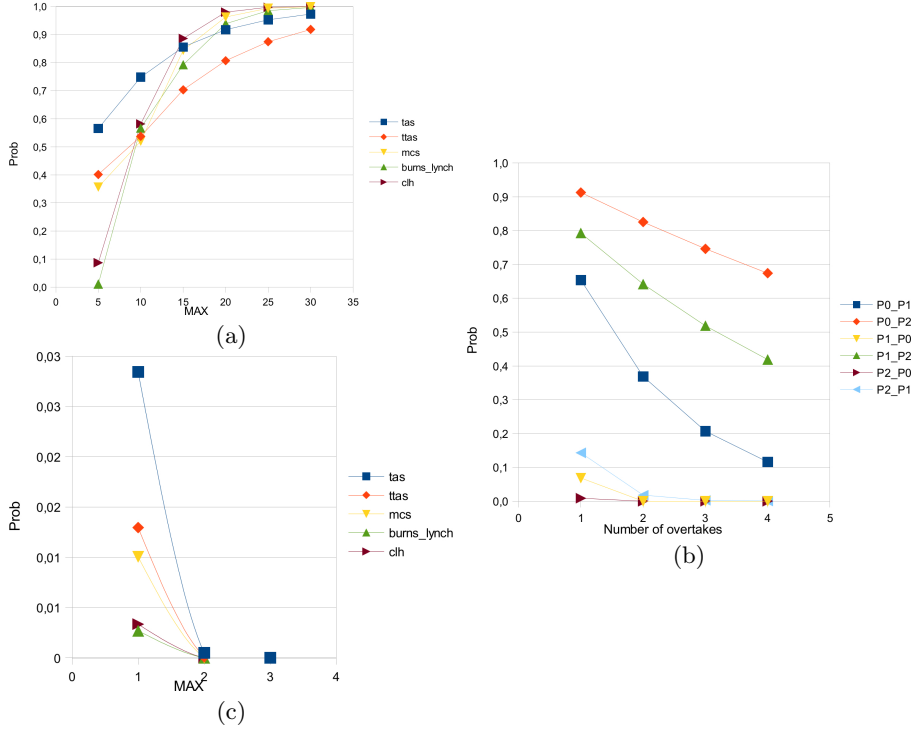 1,0
0,9
0,8
0,7
0,6
0,5
0,4
0,3
0,2
0,1
0,0
Prob
0 5 10 15 20 25 30 35
MAX
tas
ttas
mcs
burns_lynch
clh
(a)
1,0
0,9
0,8
0,7
0,6
0,5
0,4
0,3
0,2
0,1
0,0
Prob
0 1 2 3 4 5
Number of overtakes
P0_P1
P0_P2
P1_P0
P1_P2
P2_P0
P2_P1
(b)
0,03
0,03
0,02
0,02
0,01
0,01
0
Prob
0 1 2 3 4
MAX
tas
ttas
mcs
burns_lynch
clh
(c)